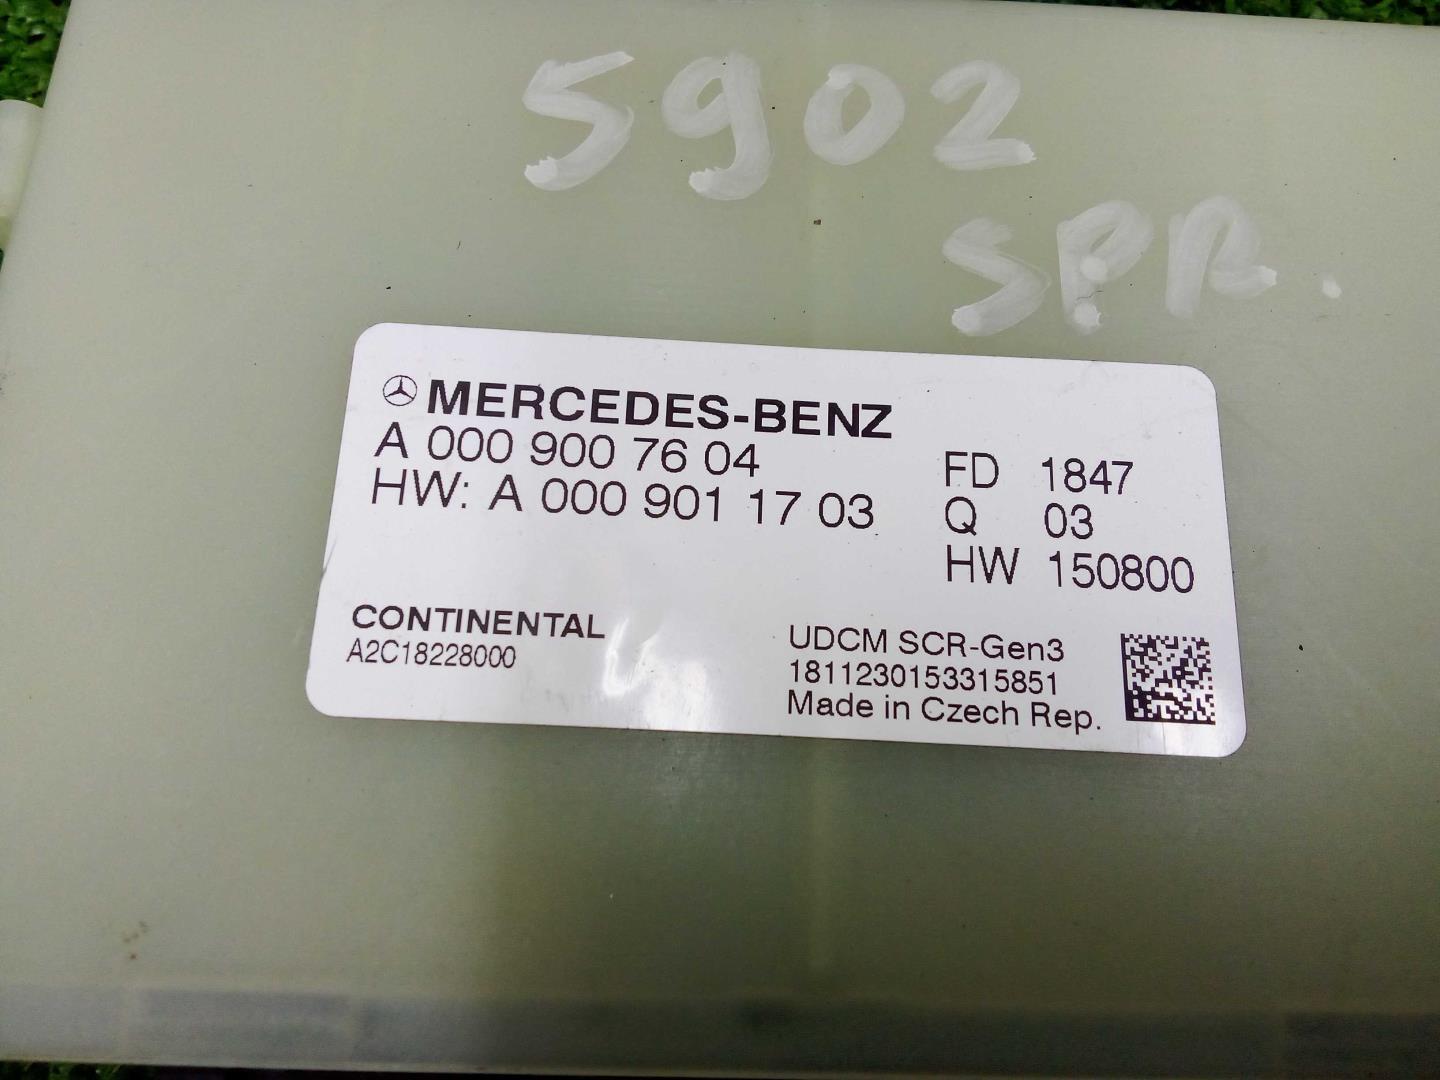 5902
SPR.
MERCEDES-BENZ
A 000 900 76 04
HW: A 000 901 17 03
FD 1847
Q 03
HW 150800
CONTINENTAL
A2C18228000
UDCM SCR-Gen3
1811230153315851
Made in Czech Rep.